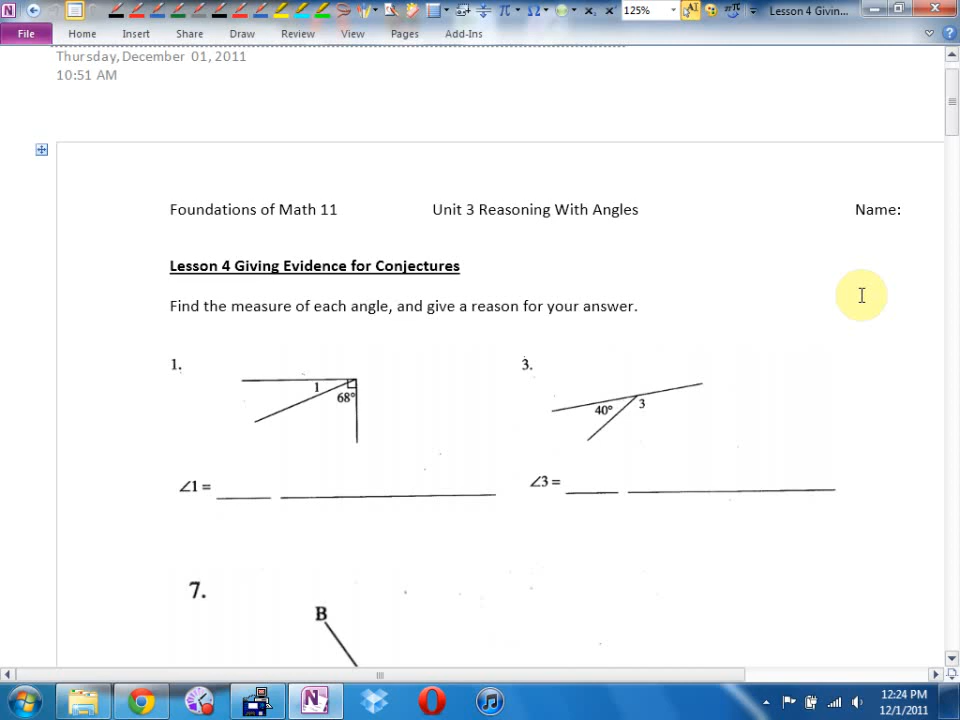 125%
Lesson 4 Givin...
File Home Insert Share Draw Review View Pages Add-Ins
Thursday, December 01, 2011
10:51 AM
Foundations of Math 11 Unit 3 Reasoning With Angles Name:
Lesson 4 Giving Evidence for Conjectures
Find the measure of each angle, and give a reason for your answer.
1. 3.
1
68°
40° 3
∠1 = ∠3 =
7.
B
12:24 PM
12/1/2011